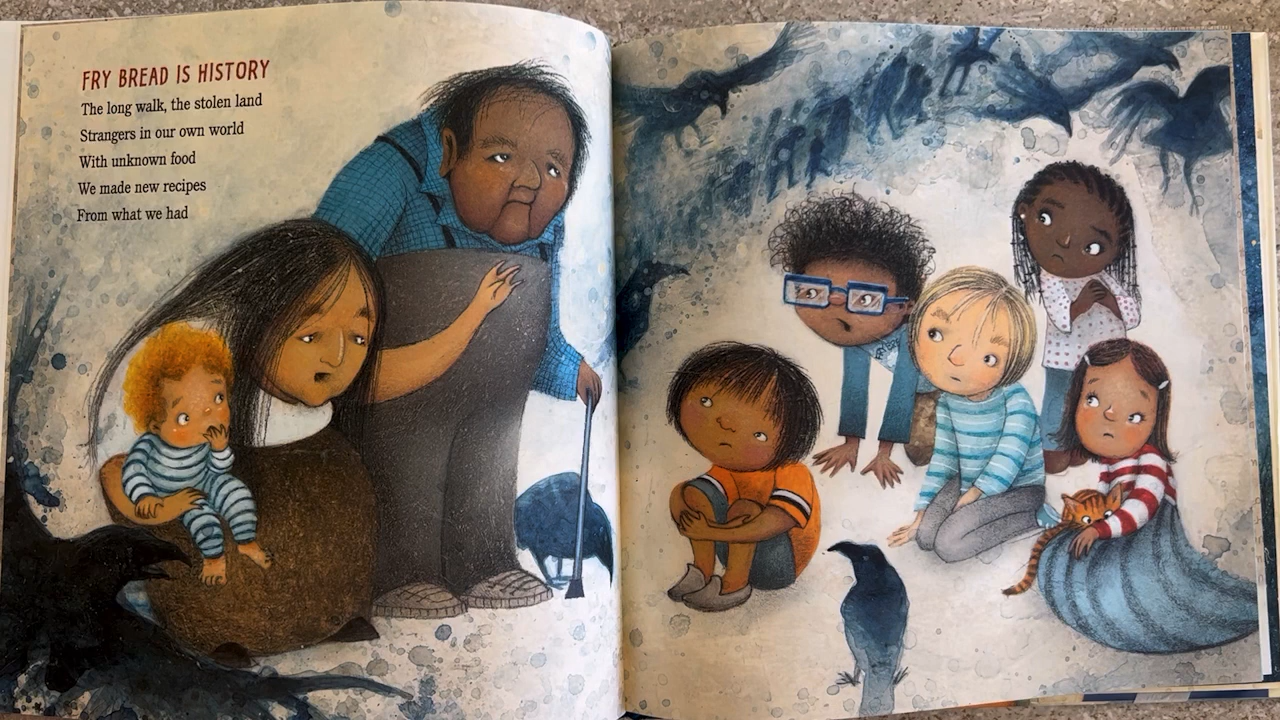 FRY BREAD IS HISTORY
The long walk, the stolen land
Strangers in our own world
With unknown food
We made new recipes
From what we had